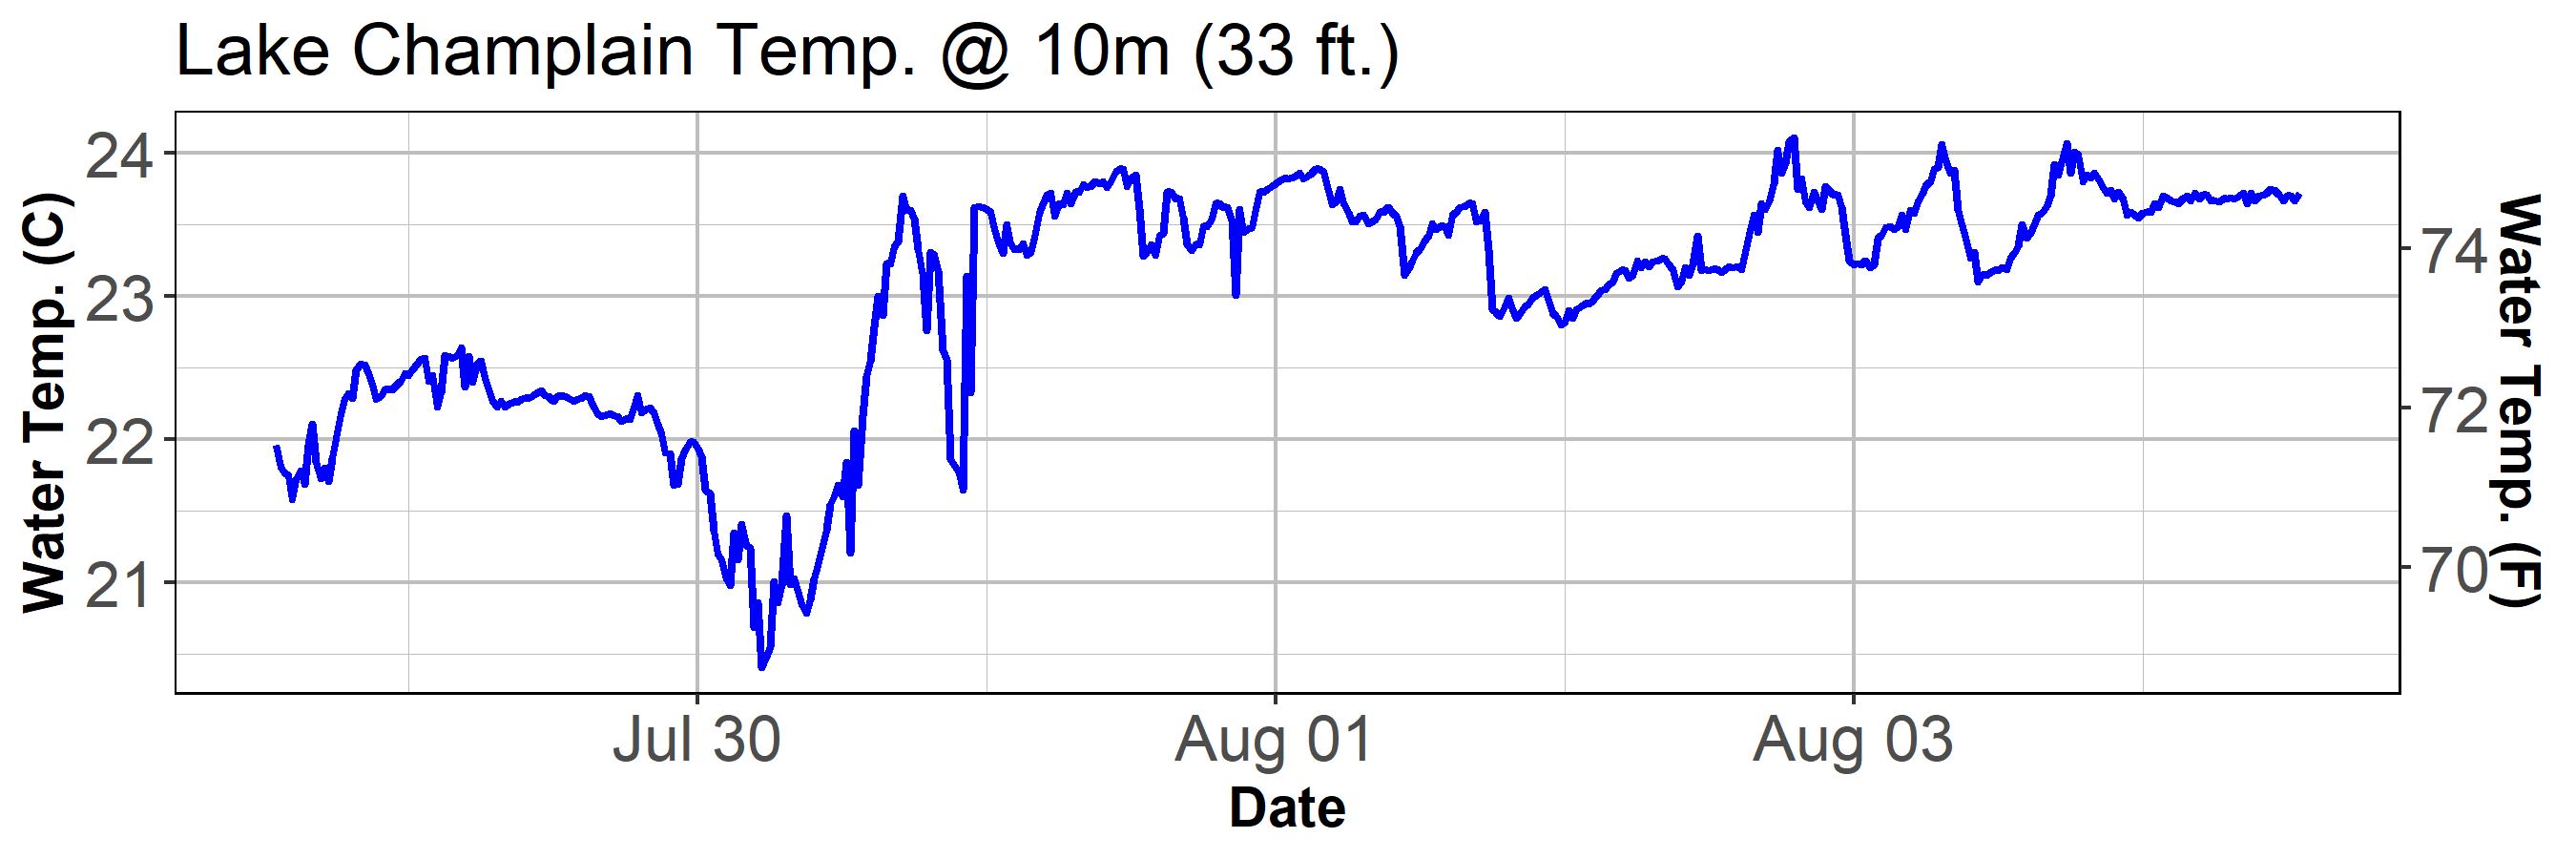 Lake Champlain Temp. @ 10m (33 ft.)
Water Temp. (C)
24
23
22
21
74
72
70
Water Temp. (F)
Jul 30
Aug 01
Aug 03
Date